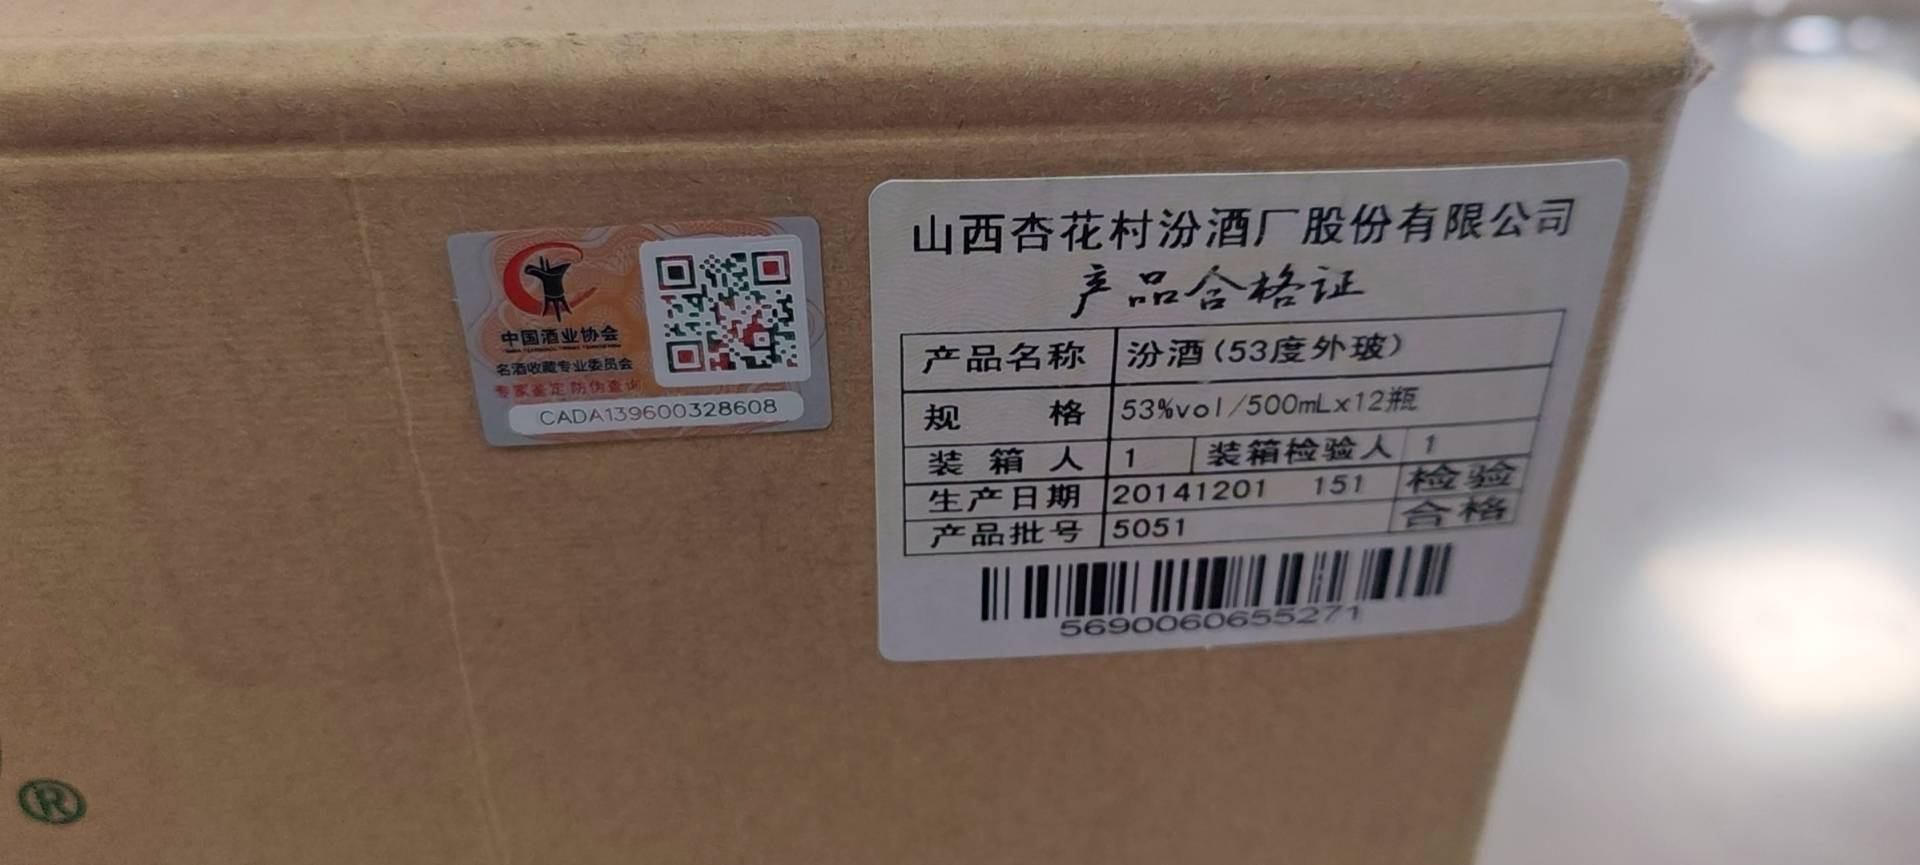 中国酒业协会
名酒收藏专业委员会
专家鉴定 防伪查询
CADA139600328608
山西杏花村汾酒厂股份有限公司
产品合格证
产品名称 汾酒(53度外玻)
规格 53%vol/500mLx12瓶
装箱人 1 装箱检验人 1
生产日期 20141201 151 检验
产品批号 5051 合格
5690060655271
®